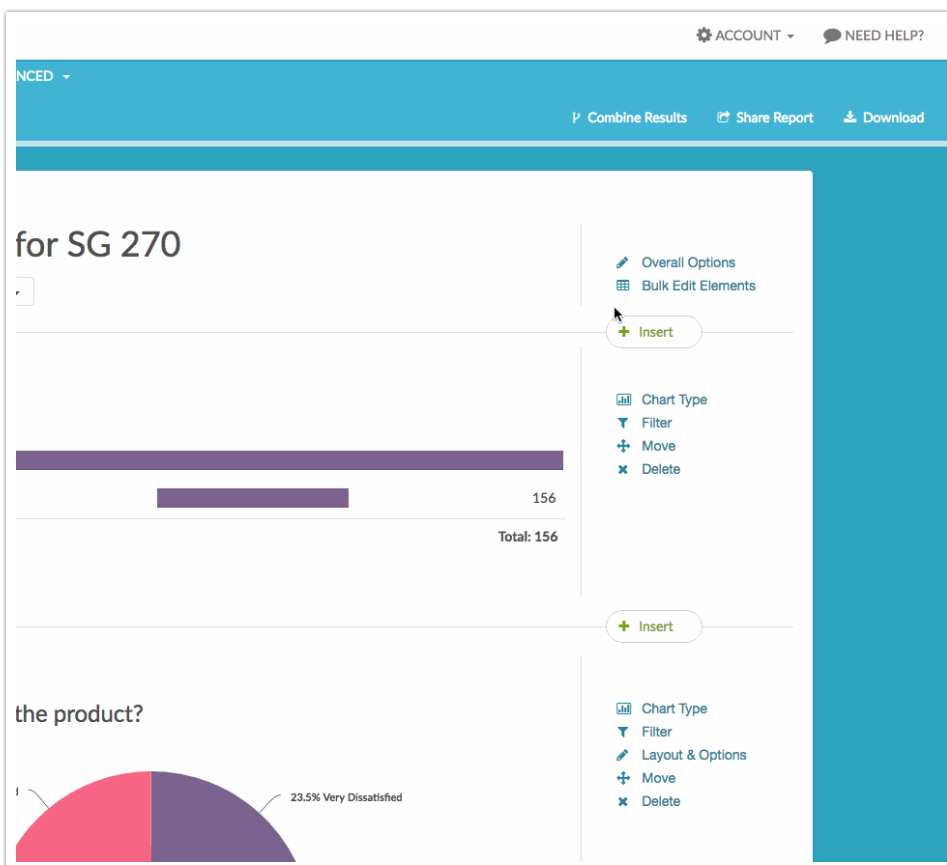 ACCOUNT
NEED HELP?
NCED
Combine Results
Share Report
Download
for SG 270
Overall Options
Bulk Edit Elements
Insert
Chart Type
Filter
Move
Delete
156
Total: 156
Insert
the product?
Chart Type
Filter
Layout & Options
Move
Delete
23.5% Very Dissatisfied